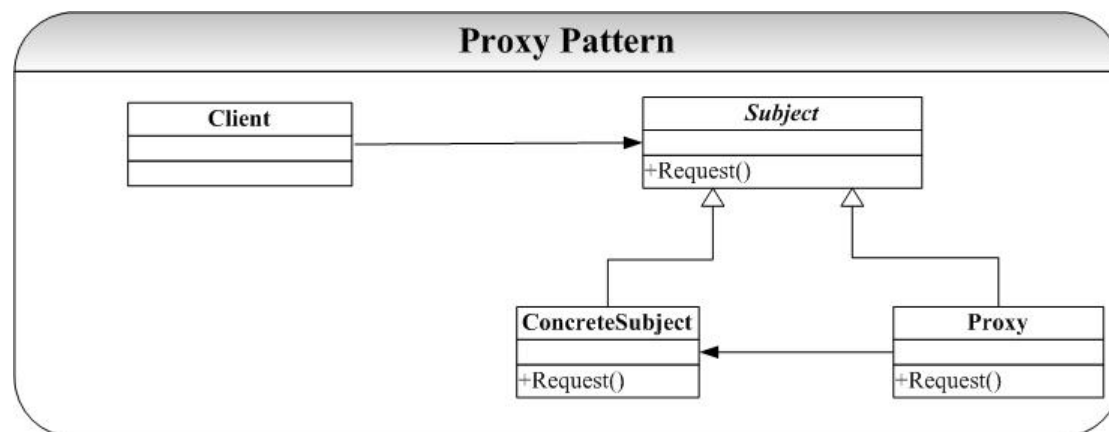 Proxy Pattern
Client
Subject
+Request()
ConcreteSubject
+Request()
Proxy
+Request()